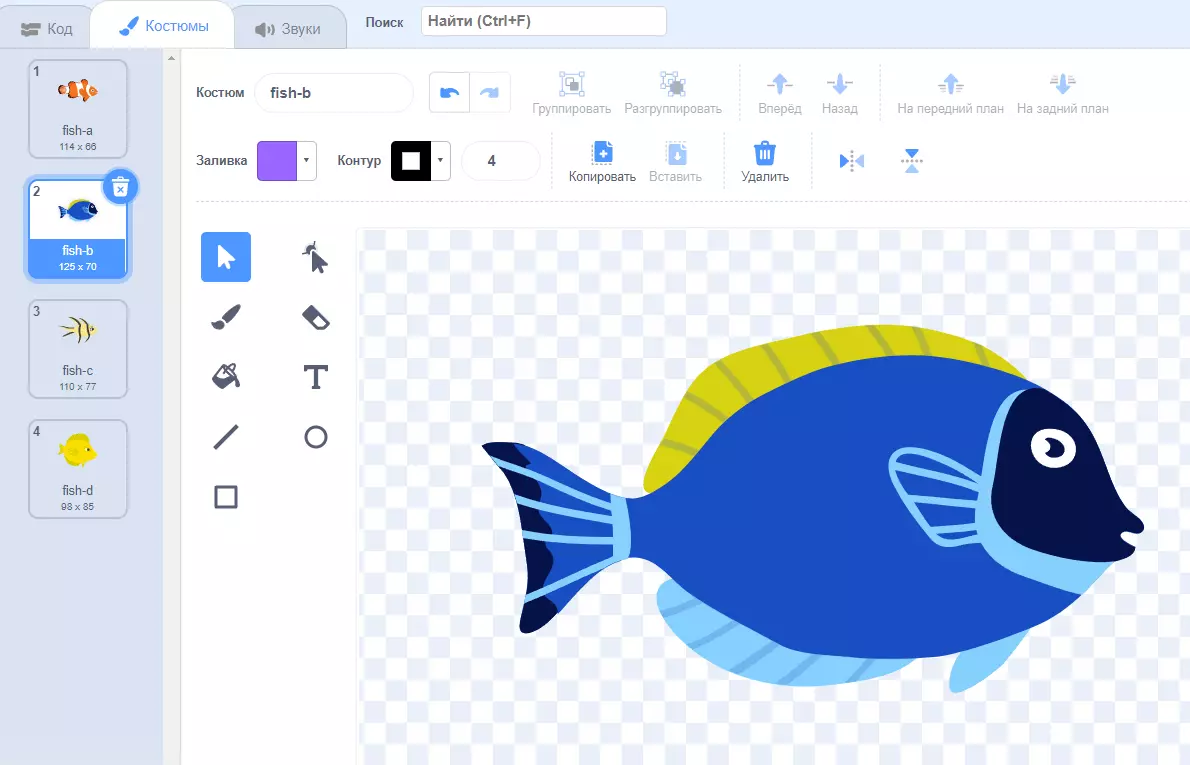 Код
Костюмы
Звуки
Поиск
Найти (Ctrl+F)
1
fish-a
114 x 66
2
fish-b
125 x 70
3
fish-c
110 x 77
4
fish-d
98 x 85
Костюм
fish-b
Группировать
Разгруппировать
Вперёд
Назад
На передний план
На задний план
Заливка
Контур
4
Копировать
Вставить
Удалить